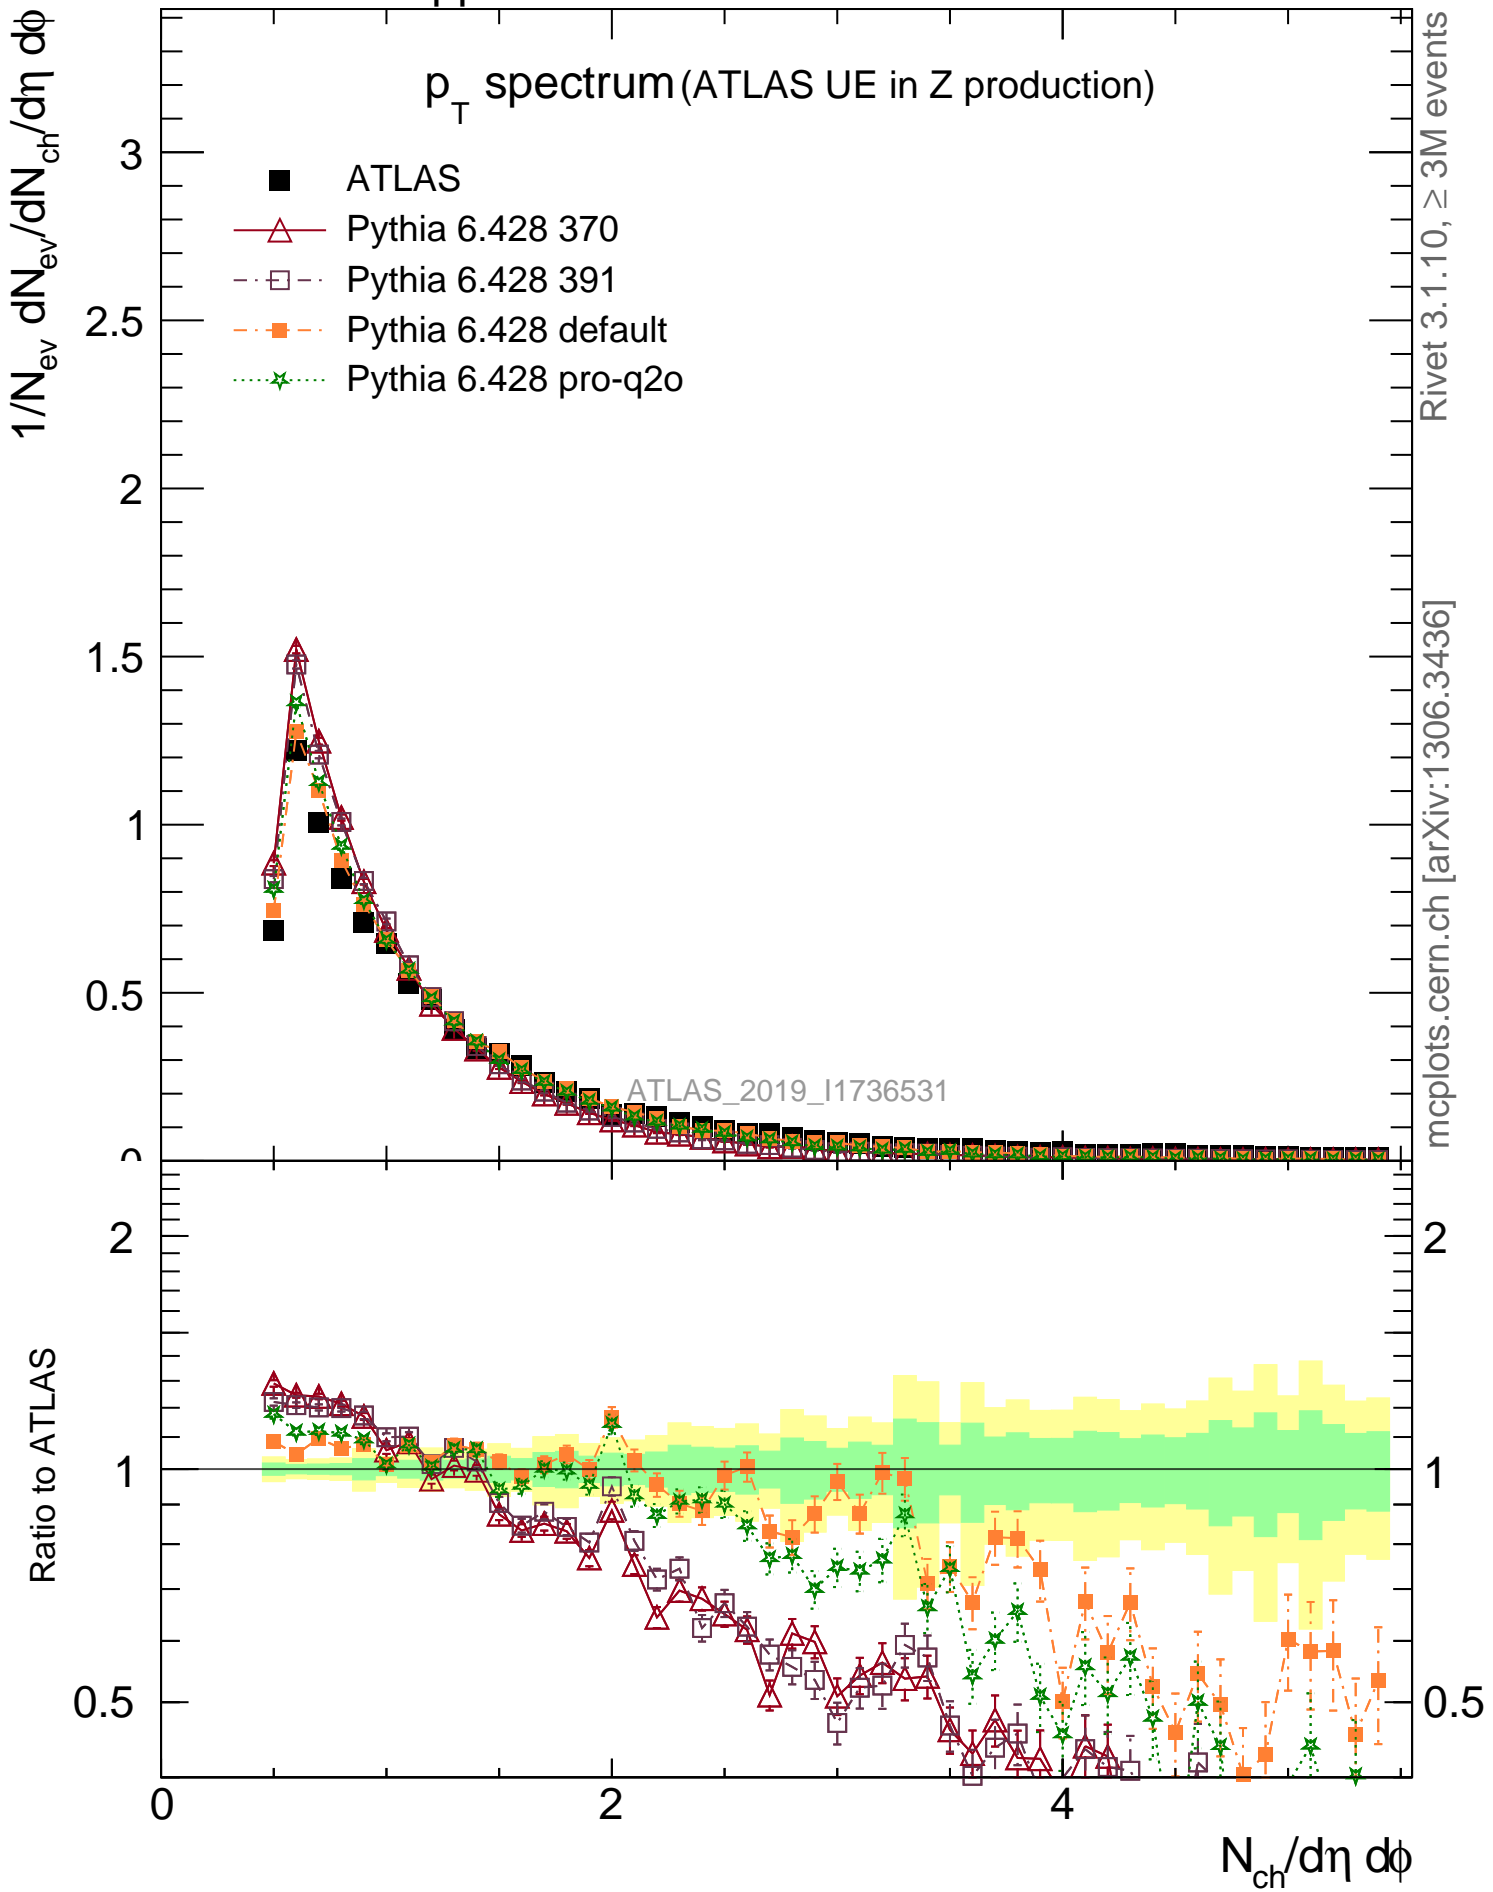 1/N_ev dN_ev/dN_ch/dη dϕ
p_T spectrum (ATLAS UE in Z production)
ATLAS
Pythia 6.428 370
Pythia 6.428 391
Pythia 6.428 default
Pythia 6.428 pro-q2o
3
2.5
2
1.5
1
0.5
0
ATLAS_2019_I1736531
Rivet 3.1.10, ≥ 3M events
mcplots.cern.ch [arXiv:1306.3436]
Ratio to ATLAS
2
1
0.5
2
1
0.5
0 2 4
N_ch/dη dϕ